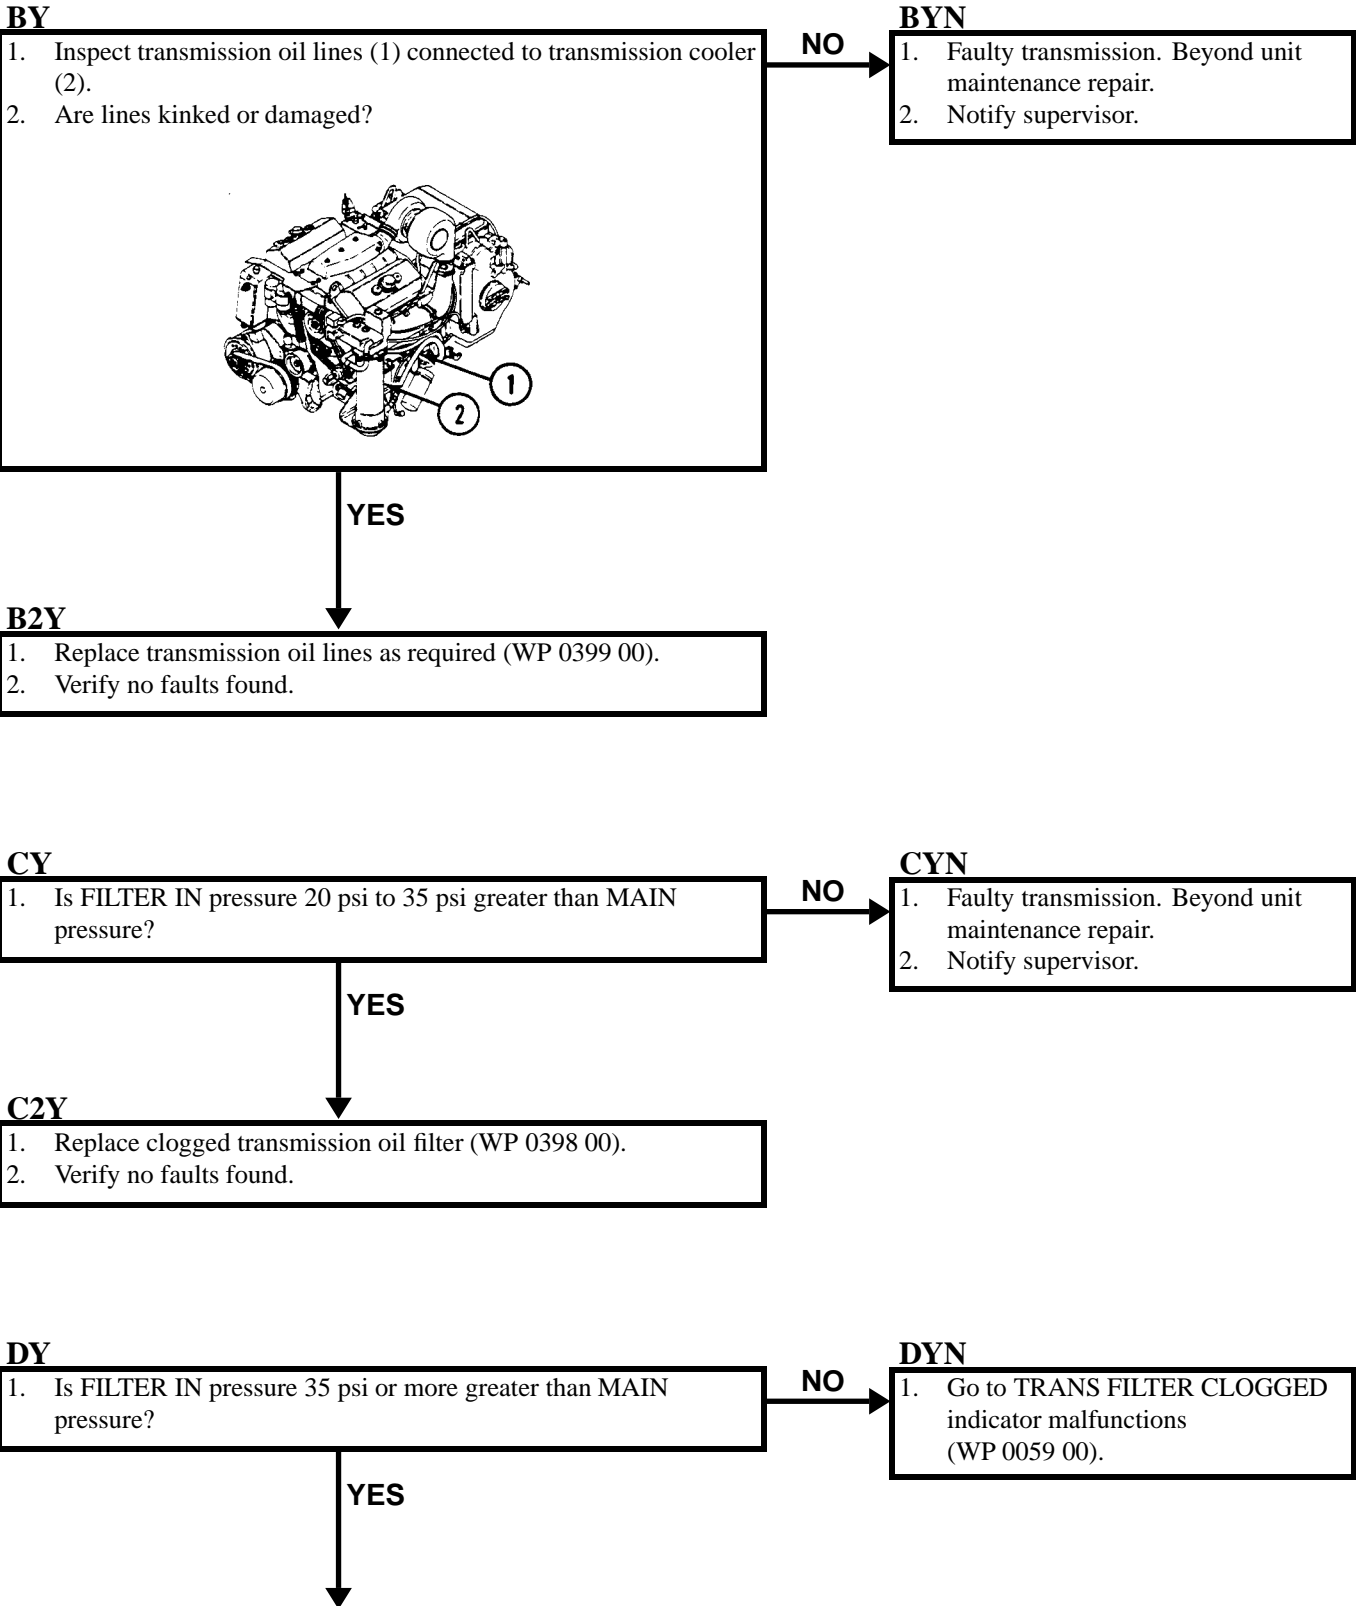 BY
1. Inspect transmission oil lines (1) connected to transmission cooler
(2).
2. Are lines kinked or damaged?
NO
BYN
1. Faulty transmission. Beyond unit
maintenance repair.
2. Notify supervisor.
1
2
YES
B2Y
1. Replace transmission oil lines as required (WP 0399 00).
2. Verify no faults found.
CY
1. Is FILTER IN pressure 20 psi to 35 psi greater than MAIN
pressure?
NO
CYN
1. Faulty transmission. Beyond unit
maintenance repair.
2. Notify supervisor.
YES
C2Y
1. Replace clogged transmission oil filter (WP 0398 00).
2. Verify no faults found.
DY
1. Is FILTER IN pressure 35 psi or more greater than MAIN
pressure?
NO
DYN
1. Go to TRANS FILTER CLOGGED
indicator malfunctions
(WP 0059 00).
YES